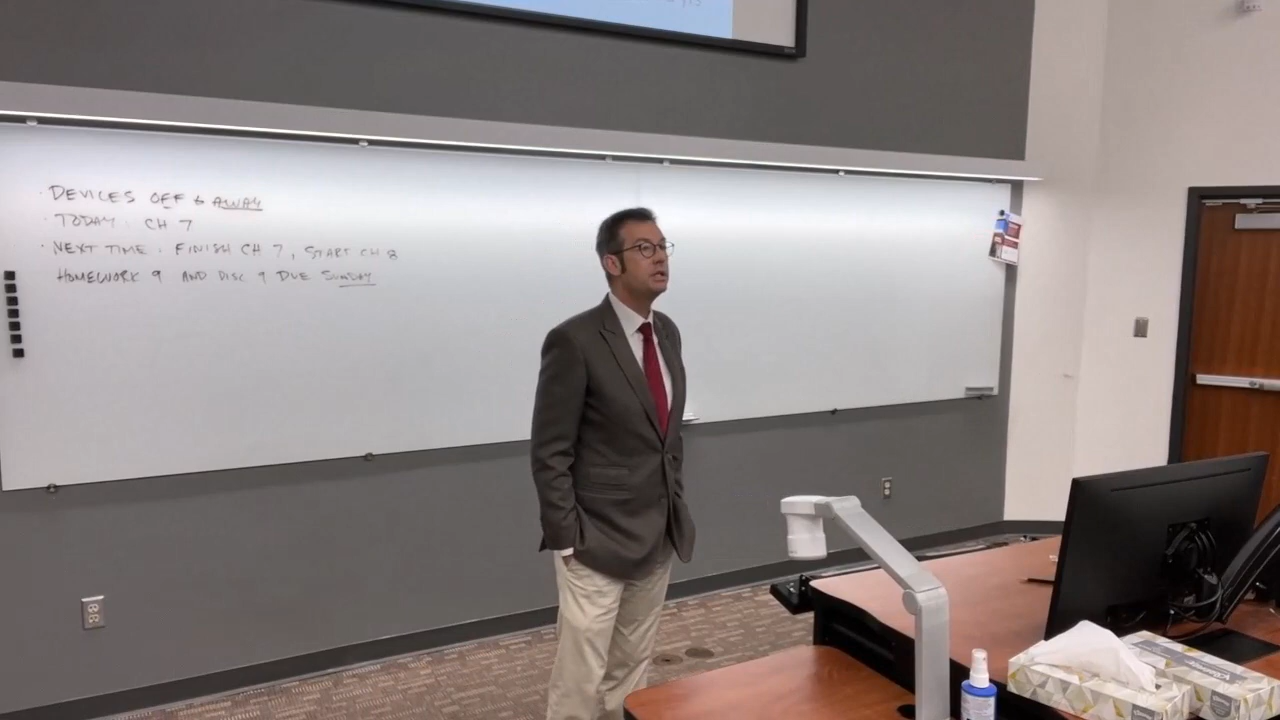 · DEVICES OFF & AWAY
· TODAY: CH 7
· NEXT TIME: FINISH CH 7, START CH 8
HOMEWORK 9 AND DISC 9 DUE SUNDAY